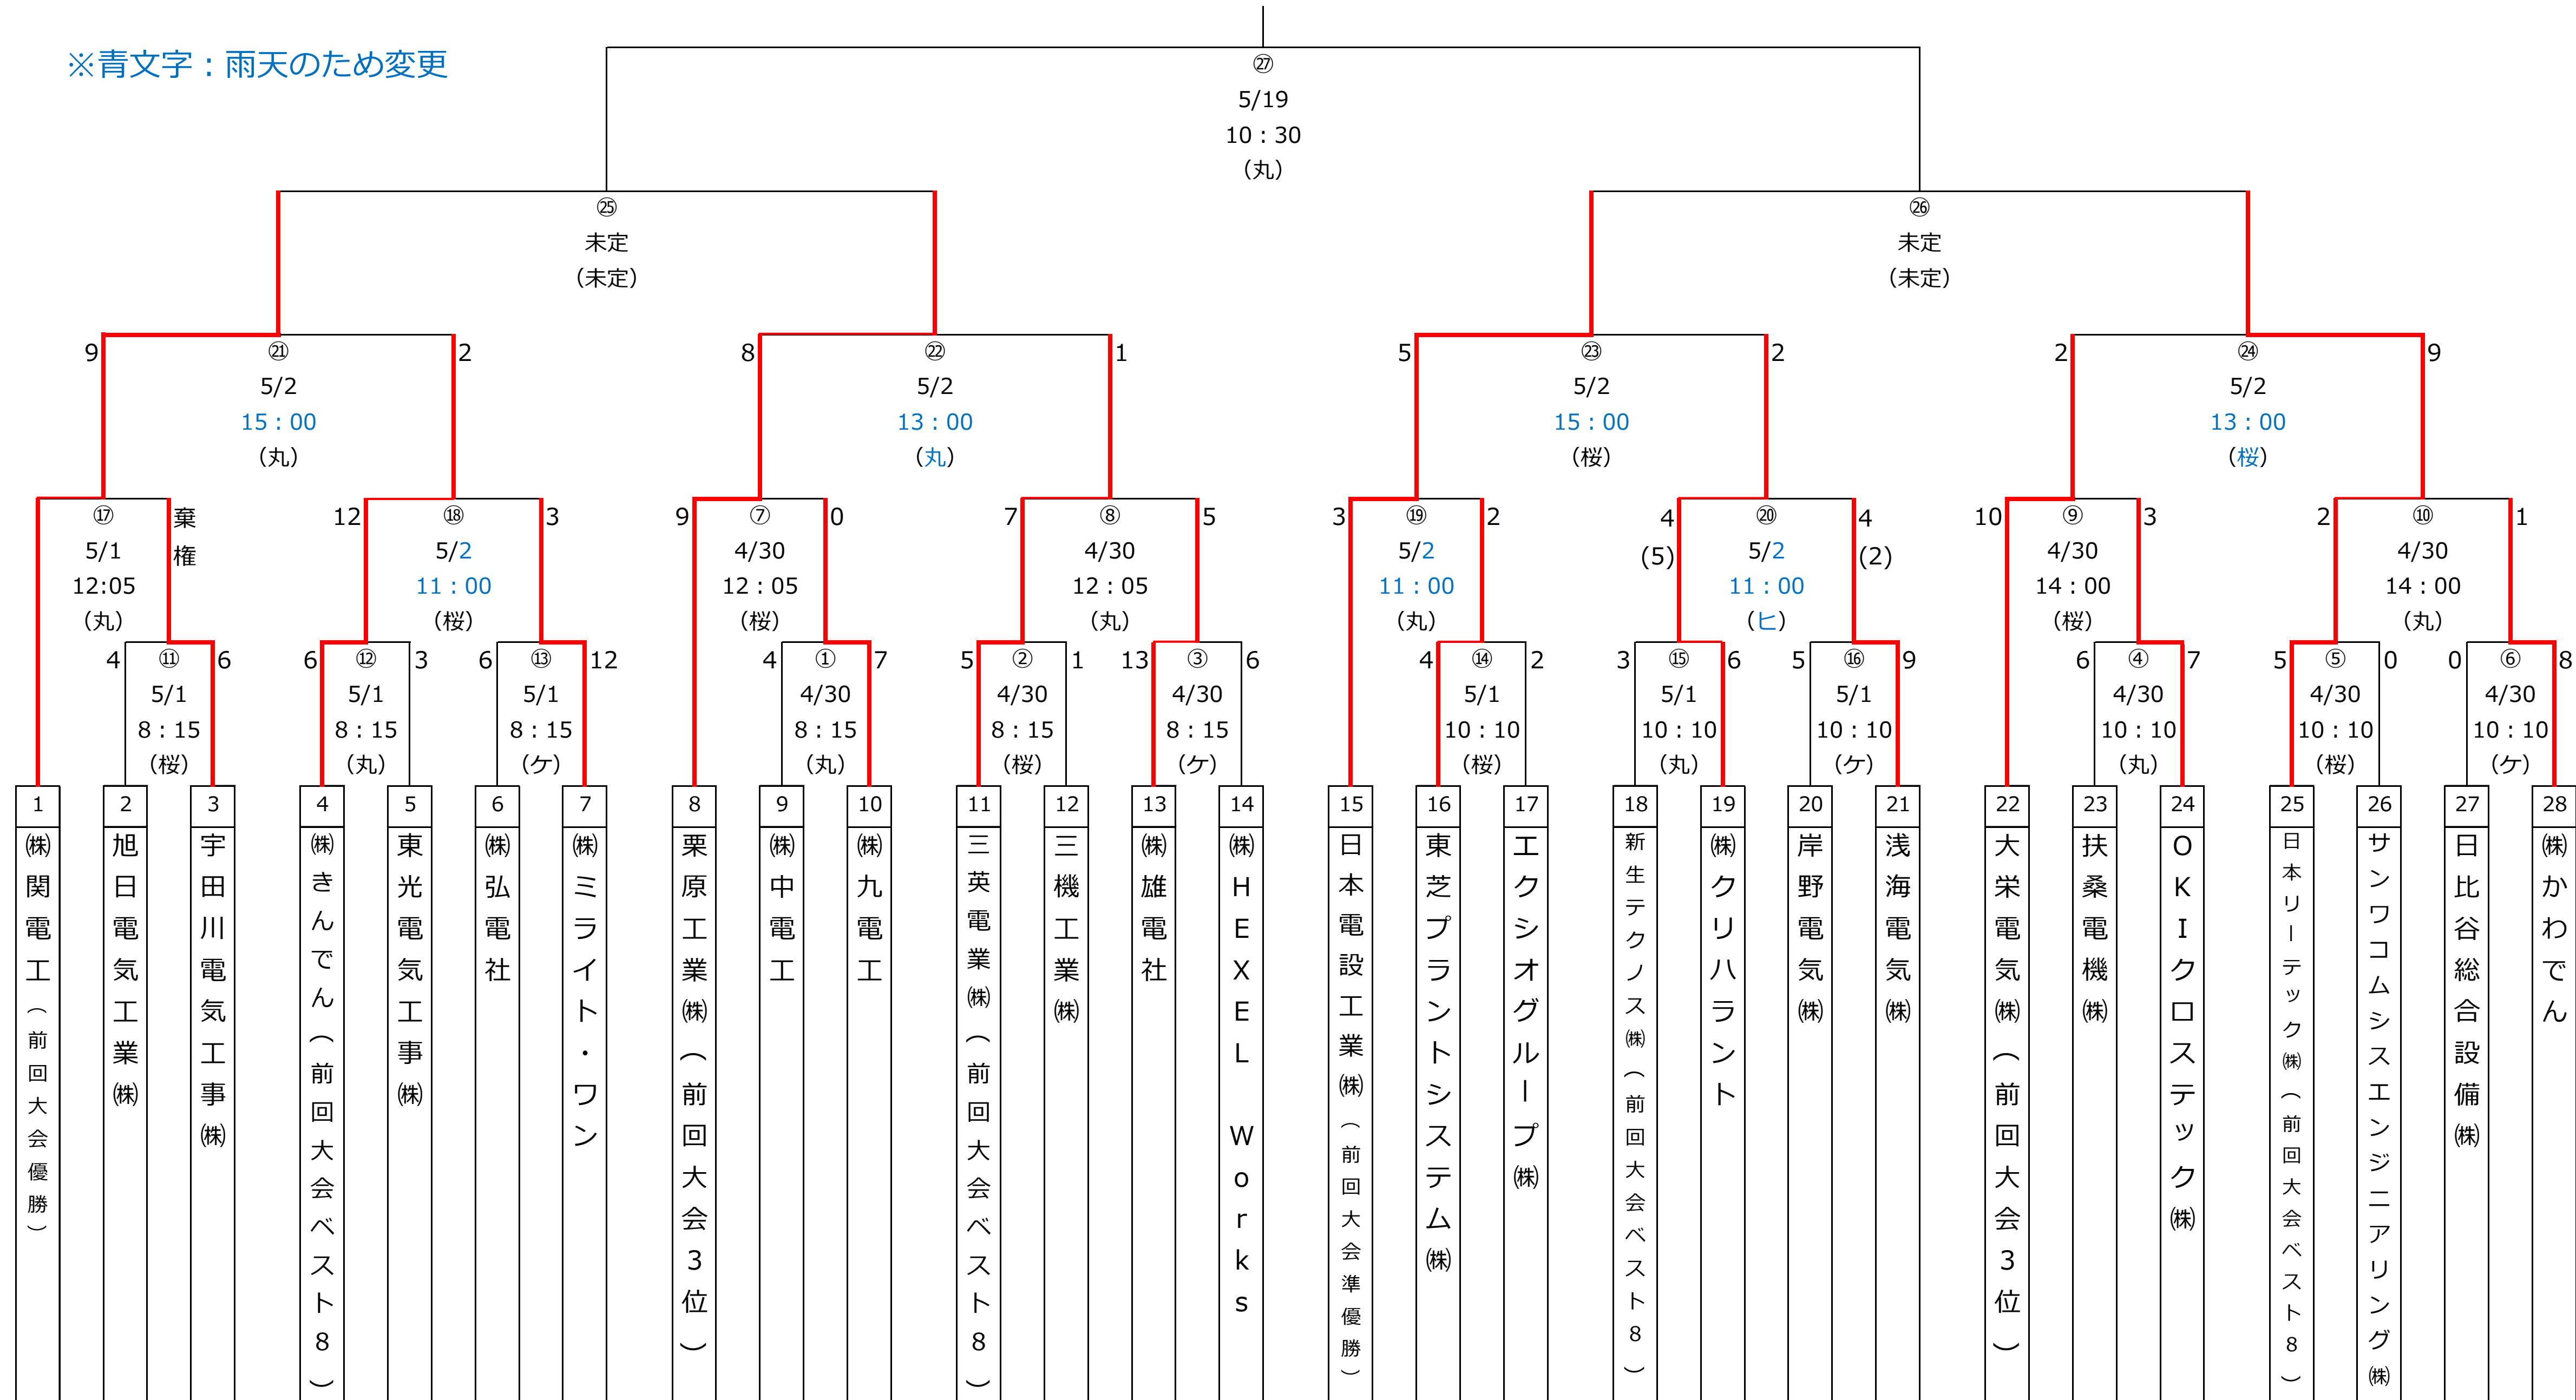 ※青文字：雨天のため変更
㉗
5/19
10：30
（丸）
㉕
未定
（未定）
㉖
未定
（未定）
9
㉑
2
5/2
15：00
（丸）
8
㉒
1
5/2
13：00
（丸）
5
㉓
2
5/2
15：00
（桜）
2
㉔
9
5/2
13：00
（桜）
⑰
棄権
5/1
12:05
（丸）
12
⑱
3
5/2
11：00
（桜）
9
⑦
0
4/30
12：05
（桜）
7
⑧
5
4/30
12：05
（丸）
3
⑲
2
5/2
11：00
（丸）
4
⑳
4
(5)
5/2
(2)
11：00
（ヒ）
10
⑨
3
4/30
14：00
（桜）
2
⑩
1
4/30
14：00
（丸）
4
⑪
6
5/1
8：15
（桜）
6
⑫
3
5/1
8：15
（丸）
6
⑬
12
5/1
8：15
（ケ）
4
①
7
4/30
8：15
（丸）
5
②
1
4/30
8：15
（桜）
13
③
6
4/30
8：15
（ケ）
4
⑭
2
5/1
10：10
（桜）
3
⑮
6
5/1
10：10
（丸）
5
⑯
9
5/1
10：10
（ケ）
6
④
7
4/30
10：10
（丸）
5
⑤
0
4/30
10：10
（桜）
0
⑥
8
4/30
10：10
（ケ）
1
㈱関電工（前回大会優勝）
2
旭日電気工業㈱
3
宇田川電気工事㈱
4
㈱きんでん（前回大会ベスト8）
5
東光電気工事㈱
6
㈱弘電社
7
㈱ミライト・ワン
8
栗原工業㈱（前回大会3位）
9
㈱中電工
10
㈱九電工
11
三英電業㈱（前回大会ベスト8）
12
三機工業㈱
13
㈱雄電社
14
㈱HEXEL Works
15
日本電設工業㈱（前回大会準優勝）
16
東芝プラントシステム㈱
17
エクシオグループ㈱
18
新生テクノス㈱（前回大会ベスト8）
19
㈱クリハラント
20
岸野電気㈱
21
浅海電気㈱
22
大栄電気㈱（前回大会3位）
23
扶桑電機㈱
24
OKIクロステック㈱
25
日本リーテック㈱（前回大会ベスト8）
26
サンワコムシスエンジニアリング㈱
27
日比谷総合設備㈱
28
㈱かわでん